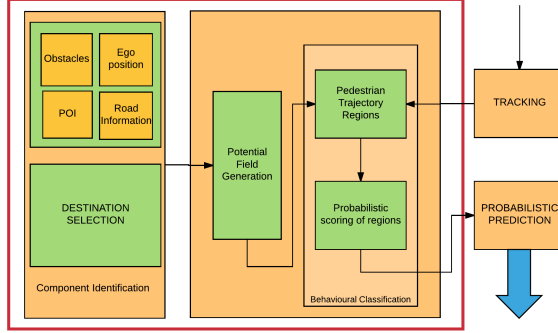 Obstacles
Ego
position
POI
Road
Information
DESTINATION
SELECTION
Component Identification
Potential
Field
Generation
Pedestrian
Trajectory
Regions
Probabilistic
scoring of regions
Behavioural Classification
TRACKING
PROBABILISTIC
PREDICTION